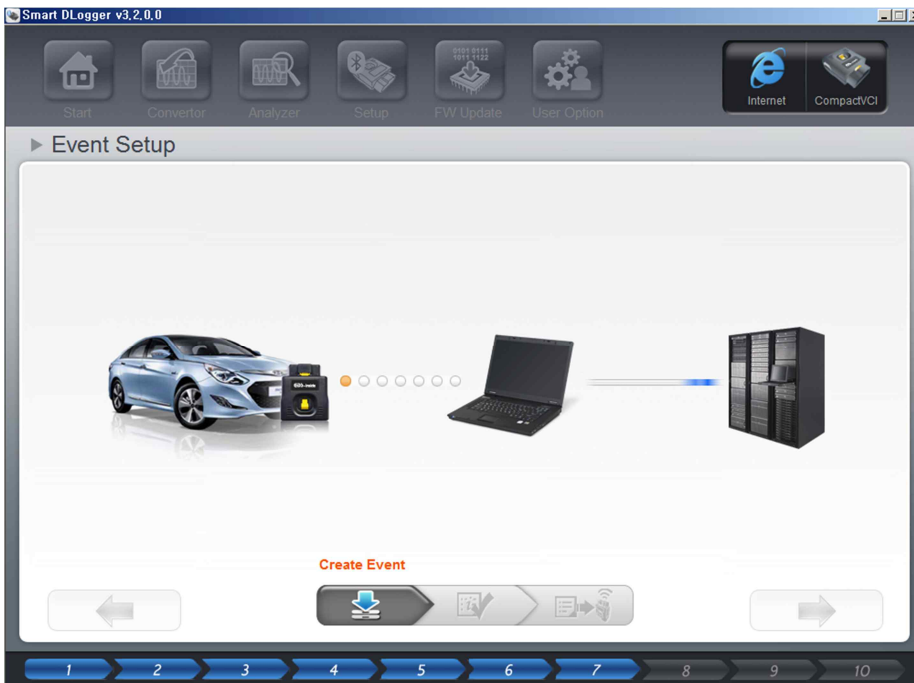 Smart DLogger v3.2.0.0
0101 0111
1011 1122
Start
Convertor
Analyzer
Setup
FW Update
User Option
Internet
CompactVCI
Event Setup
Create Event
1
2
3
4
5
6
7
8
9
10